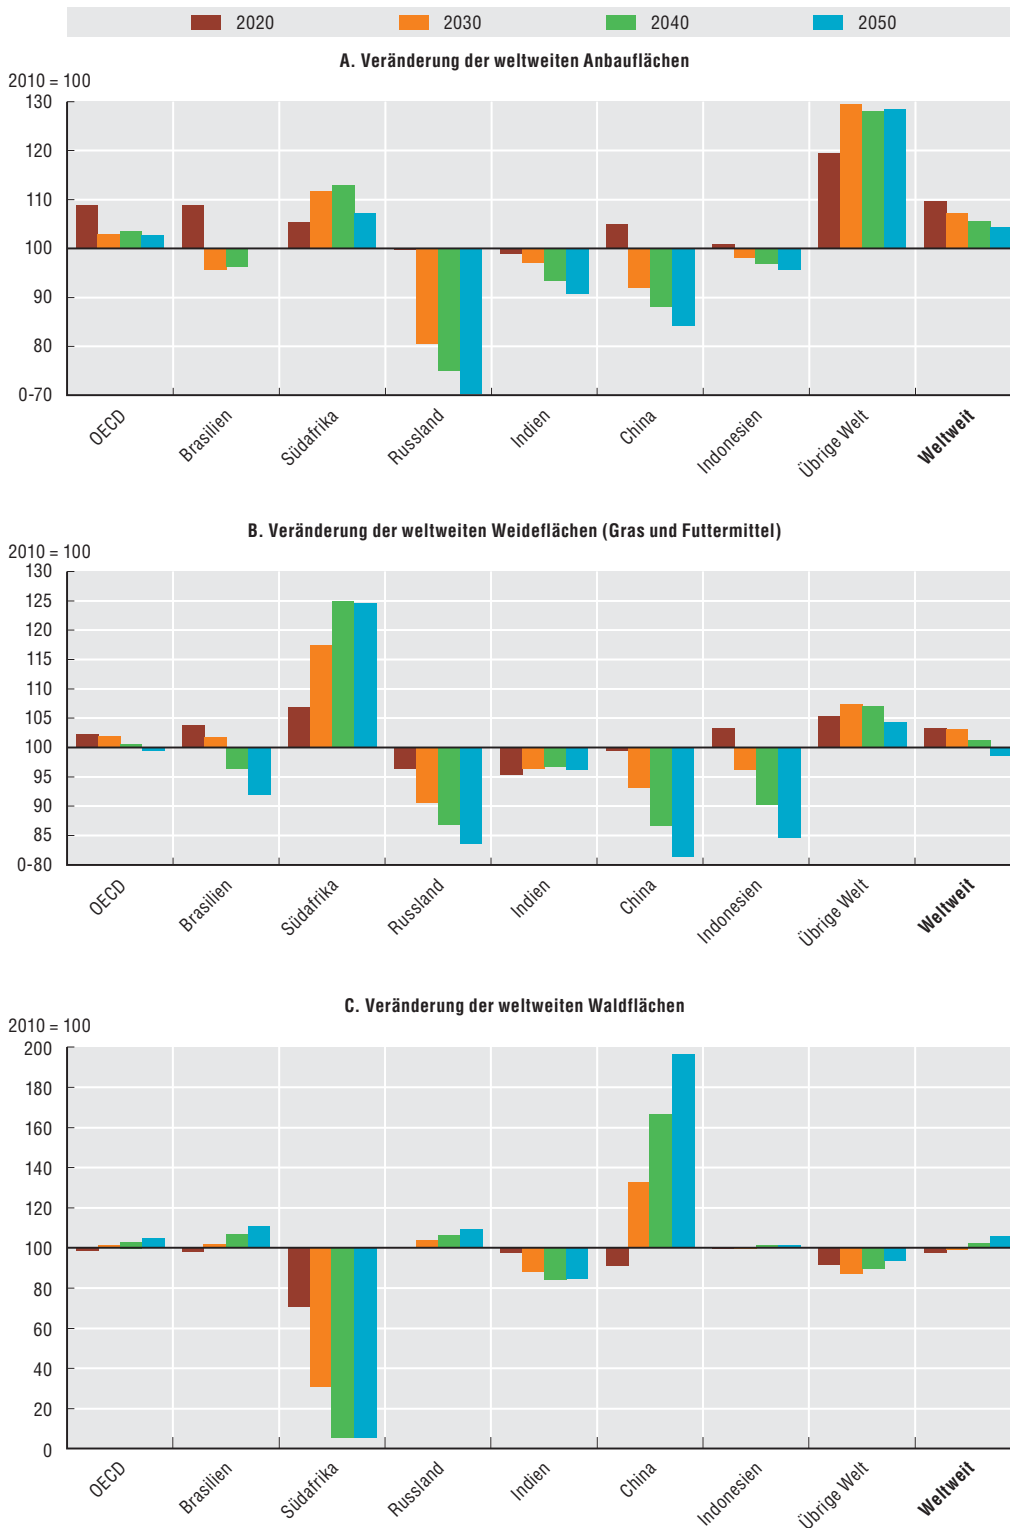 2020 2030 2040 2050
A. Veränderung der weltweiten Anbauflächen
2010 = 100
130
120
110
100
90
80
0-70
OECD Brasilien Südafrika Russland Indien China Indonesien Übrige Welt Weltweit
B. Veränderung der weltweiten Weideflächen (Gras und Futtermittel)
2010 = 100
130
125
120
115
110
105
100
95
90
85
0-80
OECD Brasilien Südafrika Russland Indien China Indonesien Übrige Welt Weltweit
C. Veränderung der weltweiten Waldflächen
2010 = 100
200
180
160
140
120
100
80
60
40
20
0
OECD Brasilien Südafrika Russland Indien China Indonesien Übrige Welt Weltweit